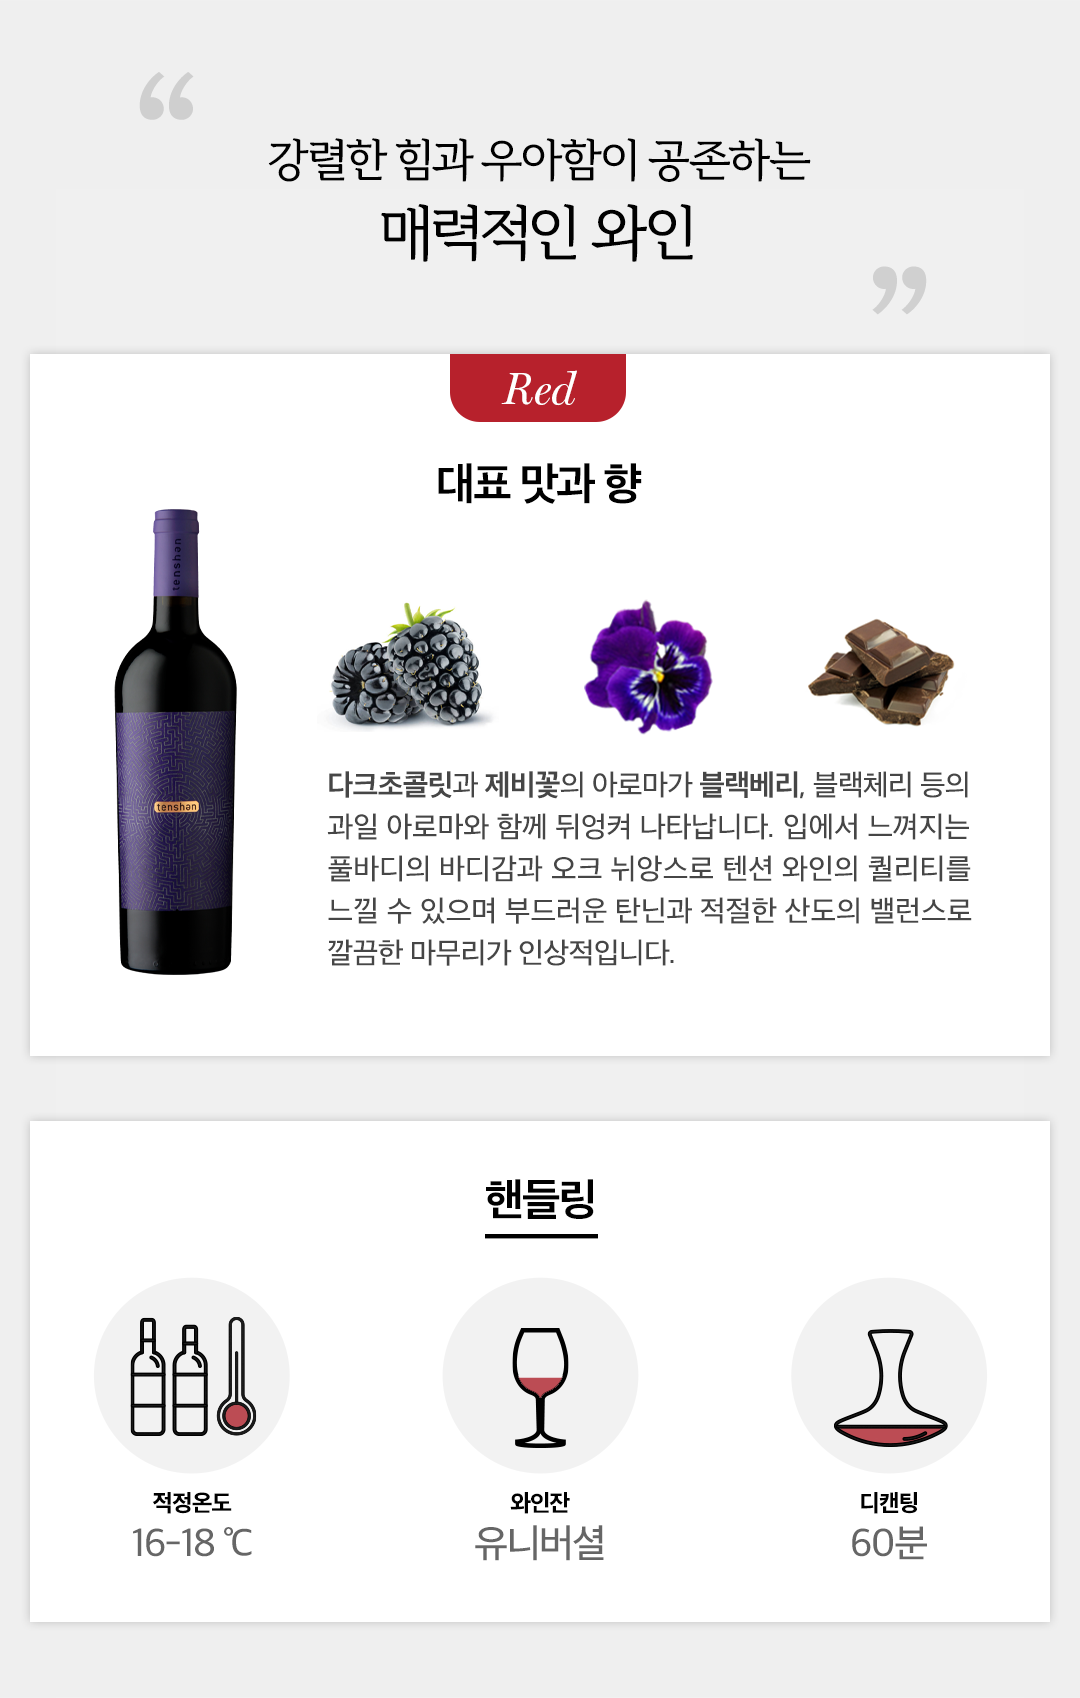 “
강렬한 힘과 우아함이 공존하는
매력적인 와인
”
Red
대표 맛과 향
tenshən
tenshən
다크초콜릿과 제비꽃의 아로마가 블랙베리, 블랙체리 등의
과일 아로마와 함께 뒤엉켜 나타납니다. 입에서 느껴지는
풀바디의 바디감과 오크 뉘앙스로 텐션 와인의 퀄리티를
느낄 수 있으며 부드러운 탄닌과 적절한 산도의 밸런스로
깔끔한 마무리가 인상적입니다.
핸들링
적정온도
16-18 ℃
와인잔
유니버셜
디캔팅
60분